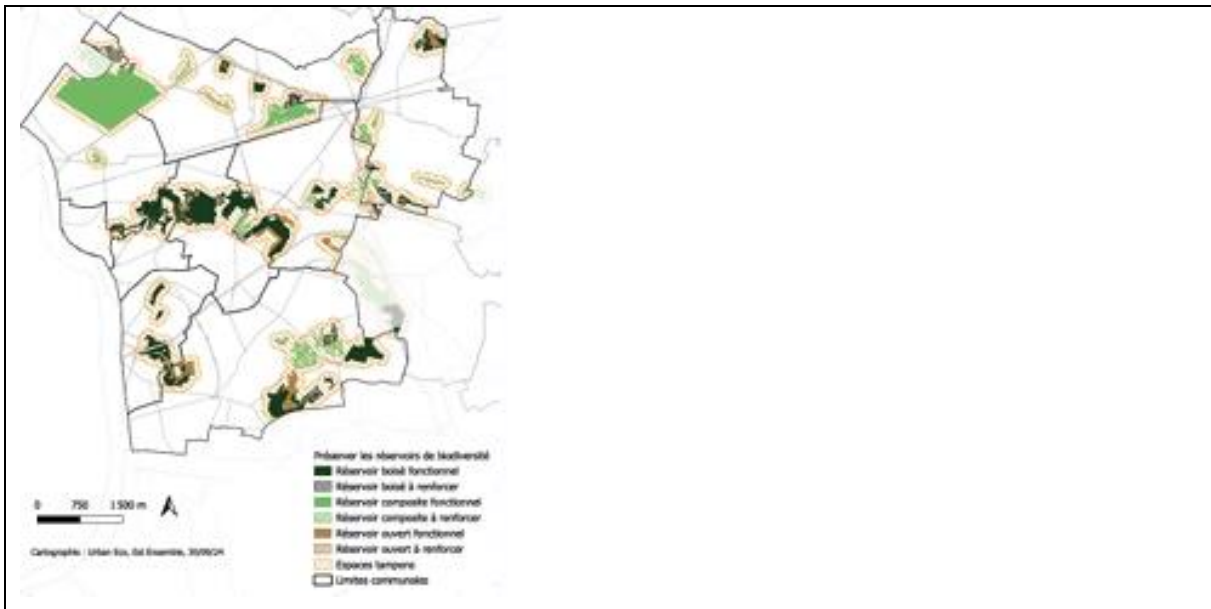 Préserver les réservoirs de biodiversité
Réservoir boisé fonctionnel
Réservoir boisé à renforcer
Réservoir composite fonctionnel
Réservoir composite à renforcer
Réservoir ouvert fonctionnel
Réservoir ouvert à renforcer
Espaces tampons
Limites communales
0 750 1 500 m
Cartographie : Urban Eco, Est Ensemble, 30/09/24